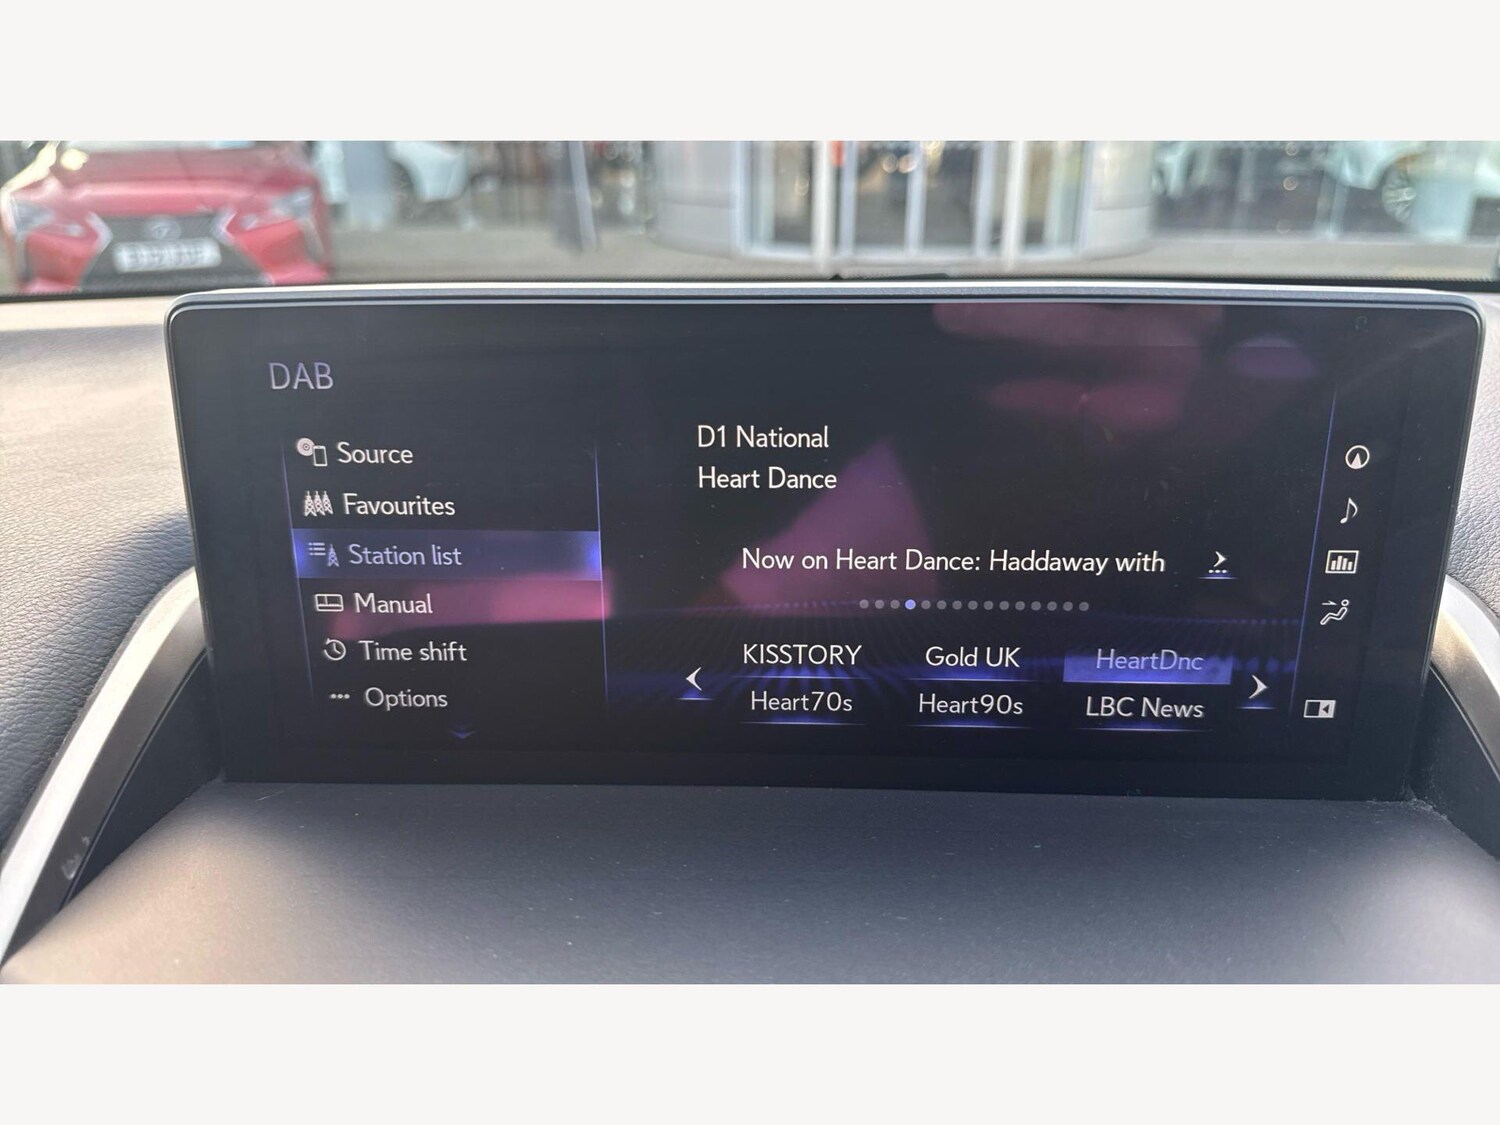 DAB
Source
Favourites
Station list
Manual
Time shift
Options
D1 National
Heart Dance
Now on Heart Dance: Haddaway with
KISSTORY Gold UK HeartDnc
Heart70s Heart90s LBC News